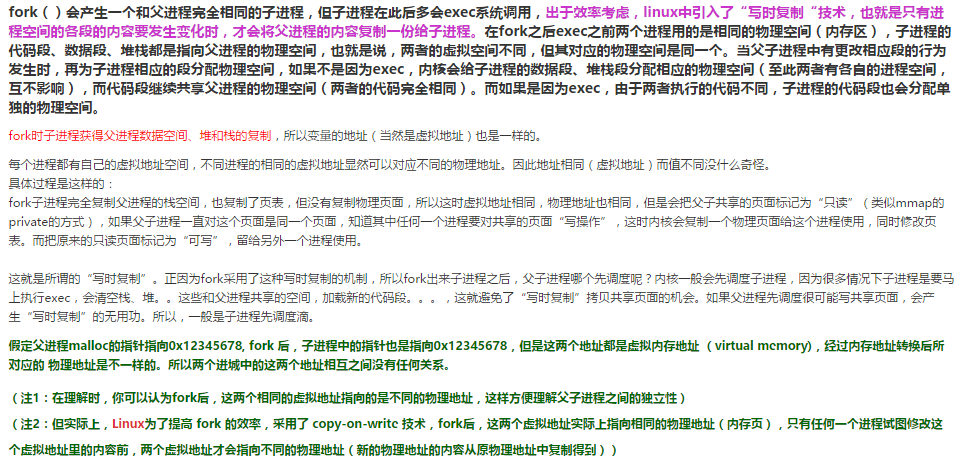 fork（ ）会产生一个和父进程完全相同的子进程，但子进程在此后多会exec系统调用，出于效率考虑，linux中引入了“写时复制“技术，也就是只有进
程空间的各段的内容要发生变化时，才会将父进程的内容复制一份给子进程。在fork之后exec之前两个进程用的是相同的物理空间（内存区），子进程的
代码段、数据段、堆栈都是指向父进程的物理空间，也就是说，两者的虚拟空间不同，但其对应的物理空间是同一个。当父子进程中有更改相应段的行为
发生时，再为子进程相应的段分配物理空间，如果不是因为exec，内核会给子进程的数据段、堆栈段分配相应的物理空间（至此两者有各自的进程空间，
互不影响），而代码段继续共享父进程的物理空间（两者的代码完全相同）。而如果是因为exec，由于两者执行的代码不同，子进程的代码段也会分配单
独的物理空间。
fork时子进程获得父进程数据空间、堆和栈的复制，所以变量的地址（当然是虚拟地址）也是一样的。
每个进程都有自己的虚拟地址空间，不同进程的相同的虚拟地址显然可以对应不同的物理地址。因此地址相同（虚拟地址）而值不同没什么奇怪。
具体过程是这样的：
fork子进程完全复制父进程的栈空间，也复制了页表，但没有复制物理页面，所以这时虚拟地址相同，物理地址也相同，但是会把父子共享的页面标记为“只读”（类似mmap的
private的方式），如果父子进程一直对这个页面是同一个页面，知道其中任何一个进程要对共享的页面“写操作”，这时内核会复制一个物理页面给这个进程使用，同时修改页
表。而把原来的只读页面标记为“可写”，留给另外一个进程使用。
这就是所谓的“写时复制”。正因为fork采用了这种写时复制的机制，所以fork出来子进程之后，父子进程哪个先调度呢？内核一般会先调度子进程，因为很多情况下子进程是要马
上执行exec，会清空栈、堆。。这些和父进程共享的空间，加载新的代码段。。。，这就避免了“写时复制”拷贝共享页面的机会。如果父进程先调度很可能写共享页面，会产
生“写时复制”的无用功。所以，一般是子进程先调度滴。
假定父进程malloc的指针指向0x12345678, fork 后，子进程中的指针也是指向0x12345678，但是这两个地址都是虚拟内存地址 （virtual memory)，经过内存地址转换后所
对应的 物理地址是不一样的。所以两个进城中的这两个地址相互之间没有任何关系。
（注1：在理解时，你可以认为fork后，这两个相同的虚拟地址指向的是不同的物理地址，这样方便理解父子进程之间的独立性）
（注2：但实际上，Linux为了提高 fork 的效率，采用了 copy-on-write 技术，fork后，这两个虚拟地址实际上指向相同的物理地址（内存页），只有任何一个进程试图修改这
个虚拟地址里的内容前，两个虚拟地址才会指向不同的物理地址（新的物理地址的内容从原物理地址中复制得到））